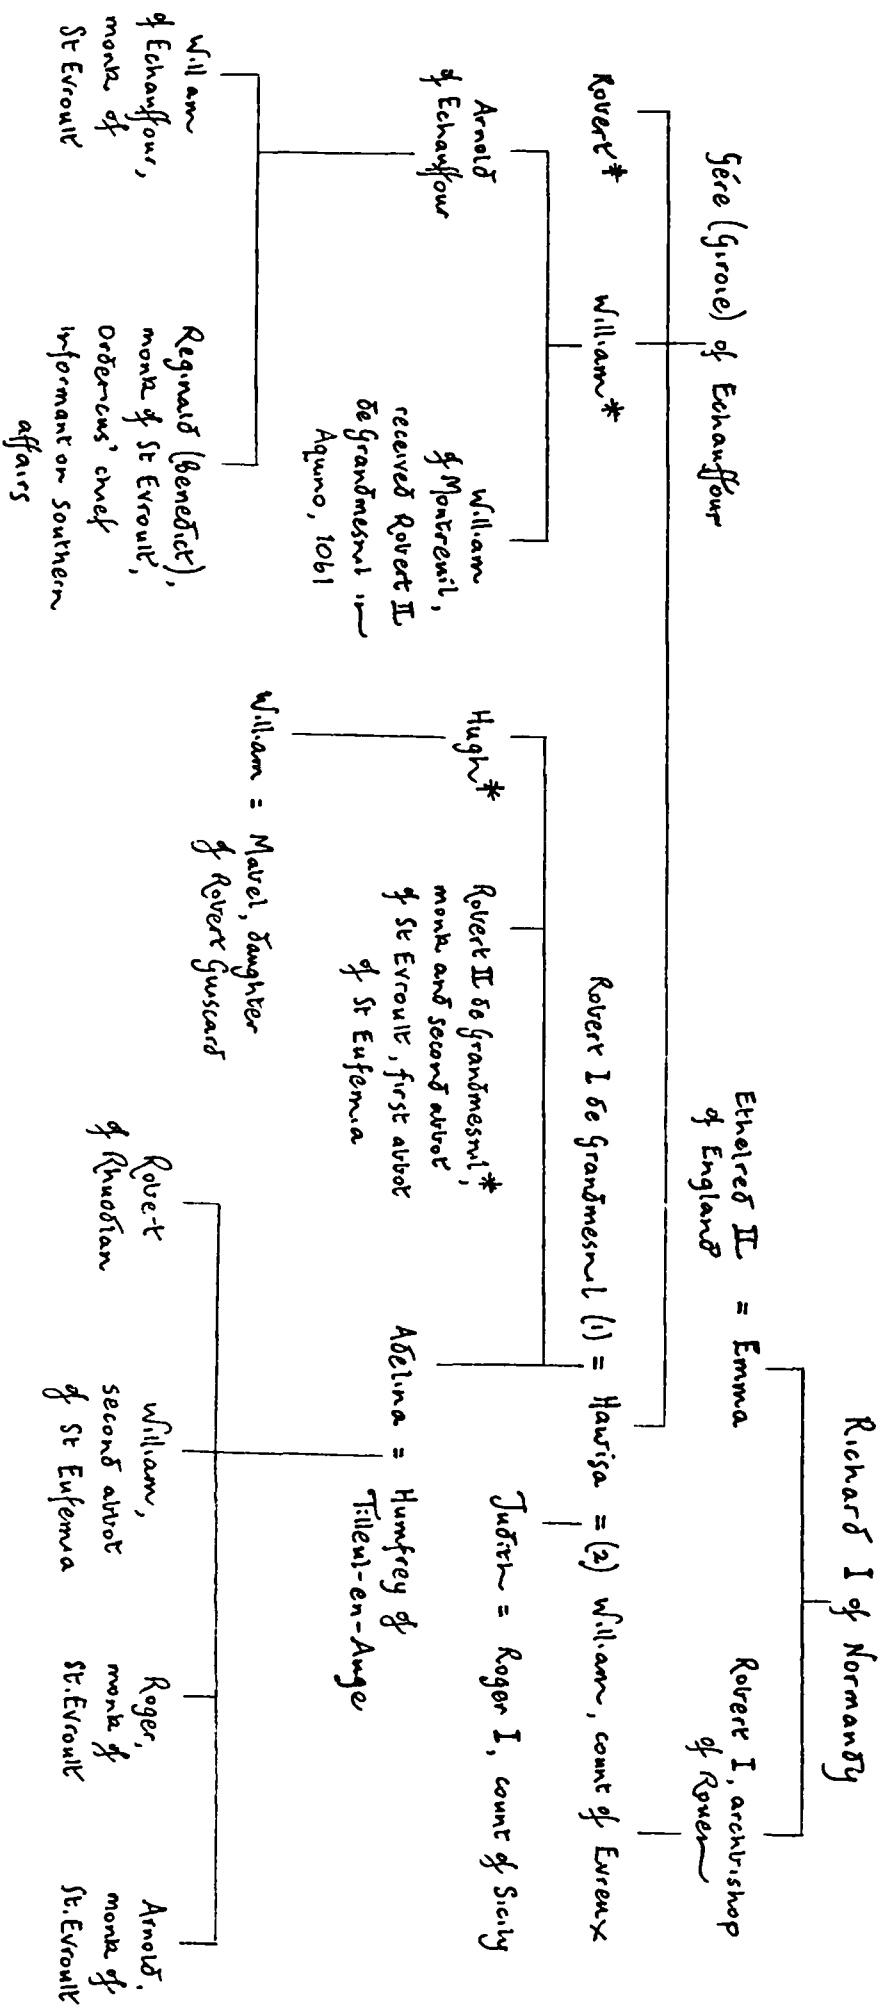 Richard I of Normandy
Ethelred II = Emma
of England
Robert I, archbishop
of Rouen
Gére (Giroie) of Echauffour
Robert*
William*
Robert I de Grandmesnil (1) = Hawisa = (2) William, count of Evreux
Judith = Roger I, count of Sicily
Arnold
of Echauffour
William
of Montreuil,
received Robert II
de Grandmesnil in
Aquino, 1061
Hugh*
Robert II de Grandmesnil*,
monk and second abbot
of St Evroult, first abbot
of St Eufemia
Adelina = Humfrey of
Tilleul-en-Auge
William
of Echauffour,
monk of
St Evroult
Reginald (Benedict),
monk of St Evroult,
Ordericus' chief
informant on southern
affairs
William = Mabel, daughter
of Robert Guiscard
Robert
of Rhuddlan
William,
second abbot
of St Eufemia
Roger,
monk of
St. Evroult
Arnold,
monk of
St. Evroult